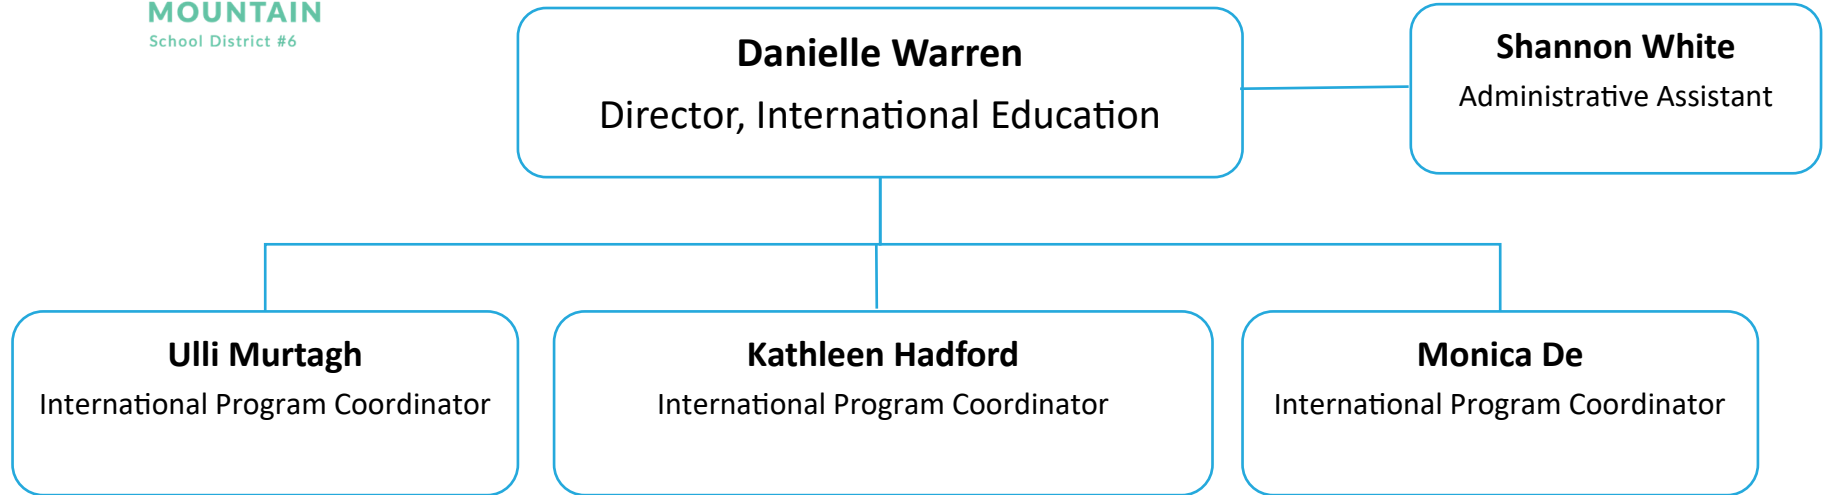 MOUNTAIN
School District #6
Danielle Warren
Director, International Education
Shannon White
Administrative Assistant
Ulli Murtagh
International Program Coordinator
Kathleen Hadford
International Program Coordinator
Monica De
International Program Coordinator